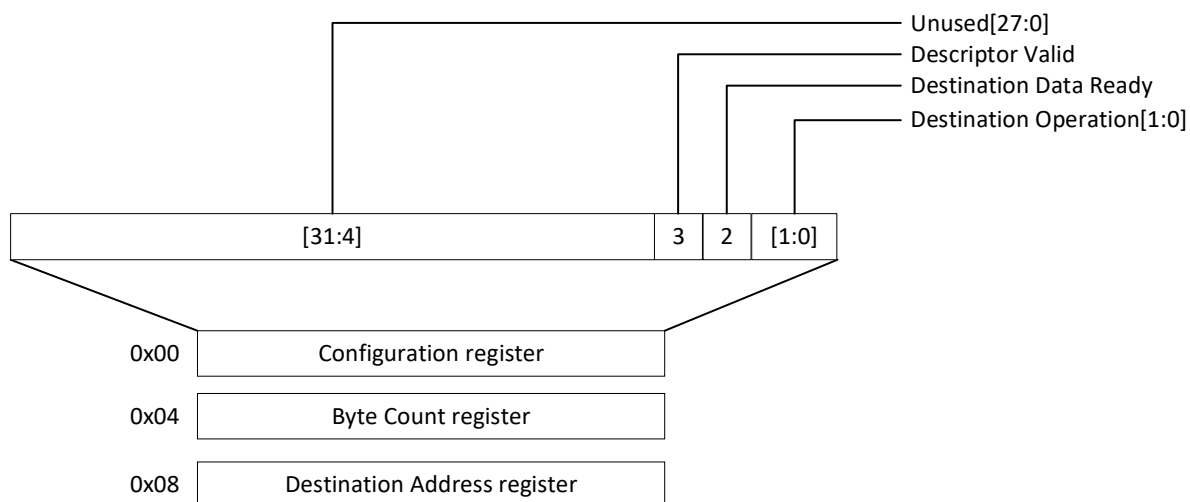 Unused[27:0]
Descriptor Valid
Destination Data Ready
Destination Operation[1:0]
[31:4] 3 2 [1:0]
0x00 Configuration register
0x04 Byte Count register
0x08 Destination Address register